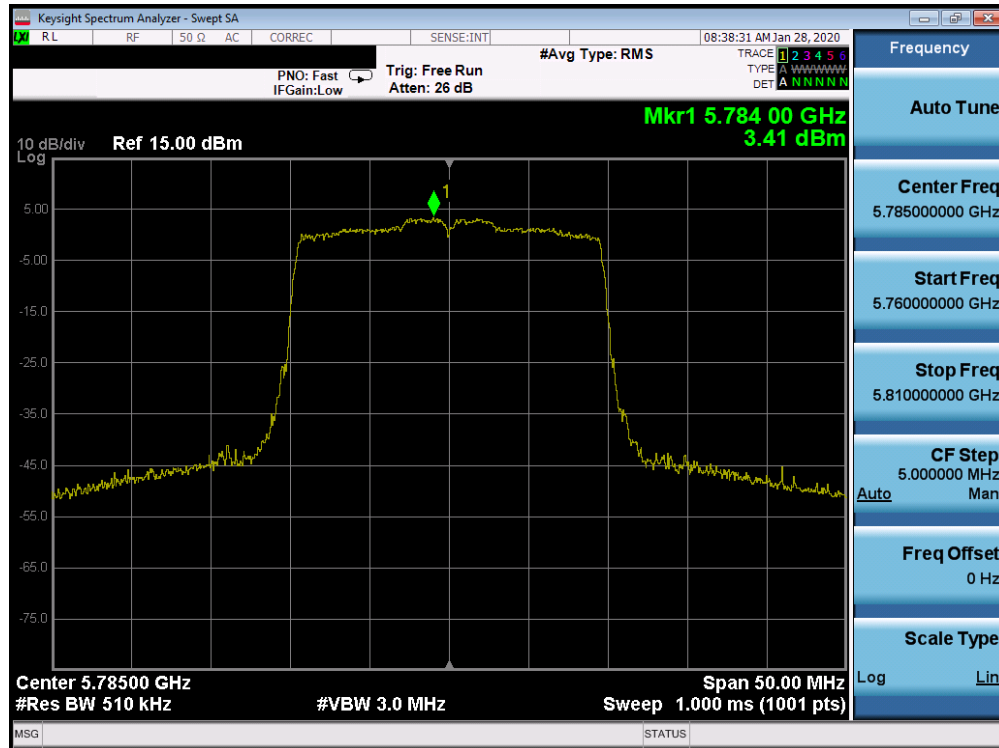 Keysight Spectrum Analyzer - Swept SA
LXI RL RF 50 Ω AC CORREC SENSE:INT 08:38:31 AM Jan 28, 2020
Frequency
#Avg Type: RMS
TRACE 1 2 3 4 5 6
PNO: Fast Trig: Free Run
TYPE A WWWWW
IFGain:Low Atten: 26 dB
DET A N N N N N
Auto Tune
Mkr1 5.784 00 GHz
3.41 dBm
10 dB/div Ref 15.00 dBm
Log
1
5.00
-5.00
-15.0
-25.0
-35.0
-45.0
-55.0
-65.0
-75.0
Center Freq
5.785000000 GHz
Start Freq
5.760000000 GHz
Stop Freq
5.810000000 GHz
CF Step
5.000000 MHz
Auto Man
Freq Offset
0 Hz
Scale Type
Log Lin
Center 5.78500 GHz Span 50.00 MHz
#Res BW 510 kHz #VBW 3.0 MHz Sweep 1.000 ms (1001 pts)
MSG STATUS